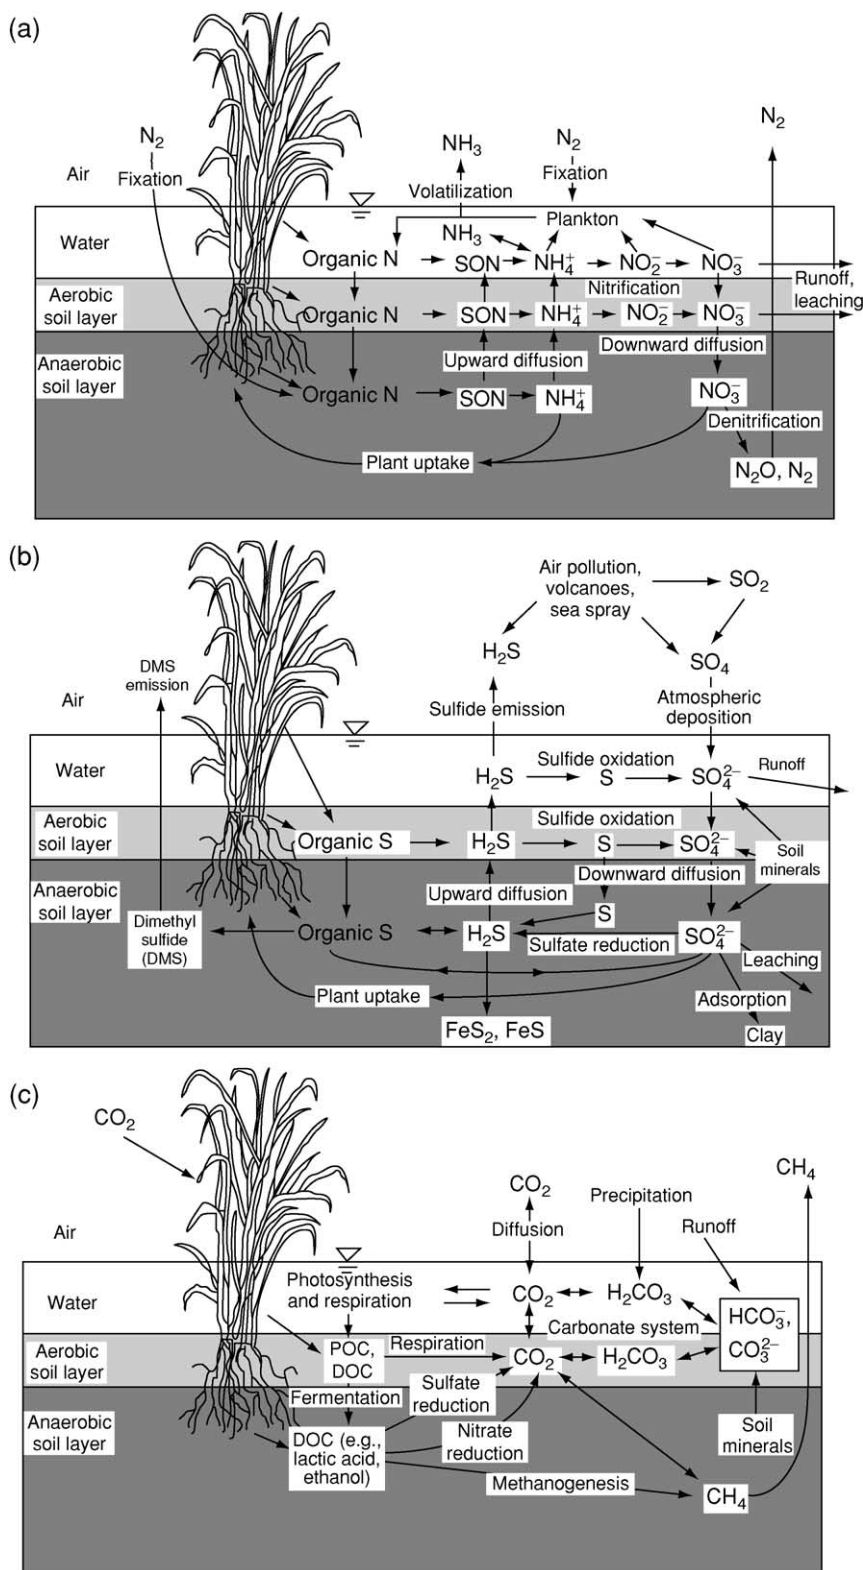 (a)
N₂
Fixation
Air
NH₃
Volatilization
N₂
Fixation
N₂
Water
Plankton
NH₃
Organic N
SON
NH₄⁺
NO₂⁻
NO₃⁻
Nitrification
Runoff,
leaching
Aerobic
soil layer
Organic N
SON
NH₄⁺
NO₂⁻
NO₃⁻
Upward diffusion
Downward diffusion
Anaerobic
soil layer
Organic N
SON
NH₄⁺
NO₃⁻
Denitrification
Plant uptake
N₂O, N₂
(b)
Air pollution,
volcanoes,
sea spray
SO₂
H₂S
SO₄
DMS
emission
Air
Sulfide emission
Atmospheric
deposition
Water
Sulfide oxidation
H₂S
S
SO₄²⁻
Runoff
Aerobic
soil layer
Sulfide oxidation
Organic S
H₂S
S
SO₄²⁻
Soil
minerals
Upward diffusion
Downward diffusion
Anaerobic
soil layer
S
Dimethyl
sulfide
(DMS)
Organic S
H₂S
Sulfate reduction
SO₄²⁻
Leaching
Plant uptake
Adsorption
FeS₂, FeS
Clay
(c)
CO₂
CH₄
CO₂
Precipitation
Air
Diffusion
Runoff
Water
Photosynthesis
and respiration
CO₂
H₂CO₃
HCO₃⁻,
CO₃²⁻
Carbonate system
Aerobic
soil layer
POC,
DOC
Respiration
CO₂
H₂CO₃
Fermentation
Sulfate
reduction
Anaerobic
soil layer
DOC (e.g.,
lactic acid,
ethanol)
Nitrate
reduction
Soil
minerals
Methanogenesis
CH₄